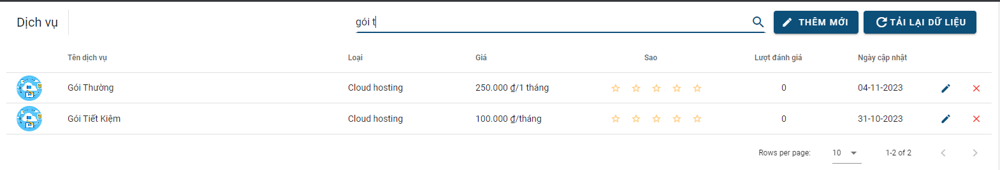 Dịch vụ
gói t
THÊM MỚI
TẢI LẠI DỮ LIỆU
Tên dịch vụ Loại Giá Sao Lượt đánh giá Ngày cập nhật
Gói Thường Cloud hosting 250.000 ₫/1 tháng 0 04-11-2023
Gói Tiết Kiệm Cloud hosting 100.000 ₫/tháng 0 31-10-2023
Rows per page: 10 1-2 of 2